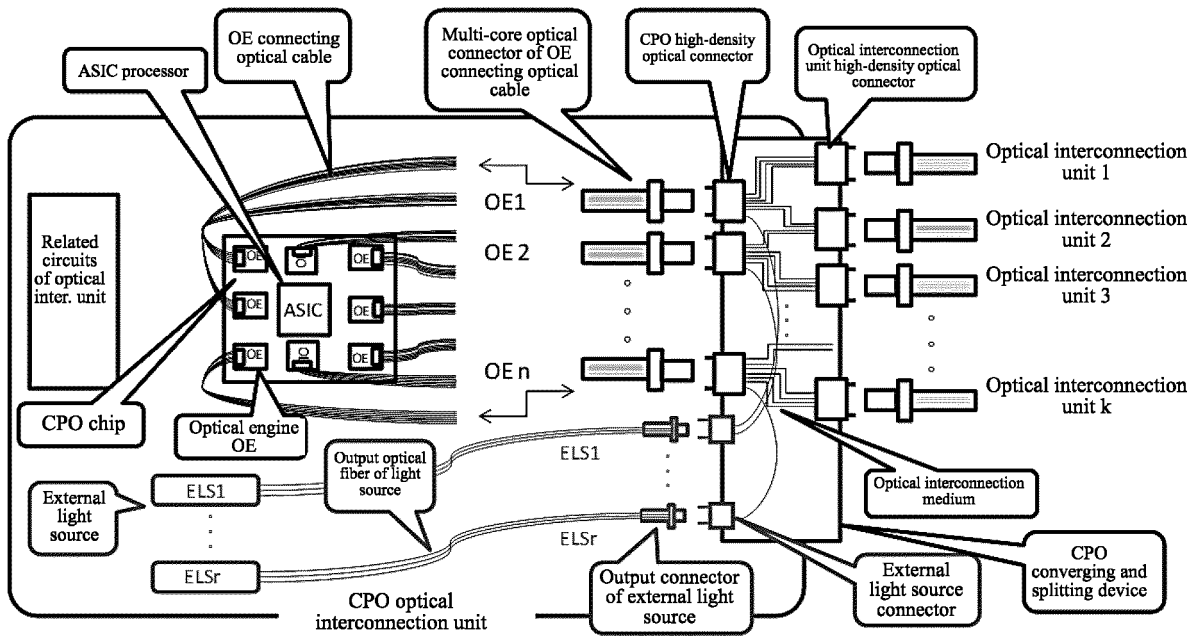 OE connecting
optical cable
ASIC processor
Multi-core optical
connector of OE
connecting optical
cable
CPO high-density
optical connector
Optical interconnection
unit high-density optical
connector
Related
circuits
of optical
inter. unit
OE
OE
OE
OE
ASIC
OE
OE
OE
OE
CPO chip
Optical engine
OE
OE1
OE2
OEn
Optical interconnection
unit 1
Optical interconnection
unit 2
Optical interconnection
unit 3
Optical interconnection
unit k
External
light
source
ELS1
ELSr
Output optical
fiber of light
source
ELS1
ELSr
Optical interconnection
medium
CPO optical
interconnection unit
Output connector
of external light
source
External
light source
connector
CPO
converging and
splitting device